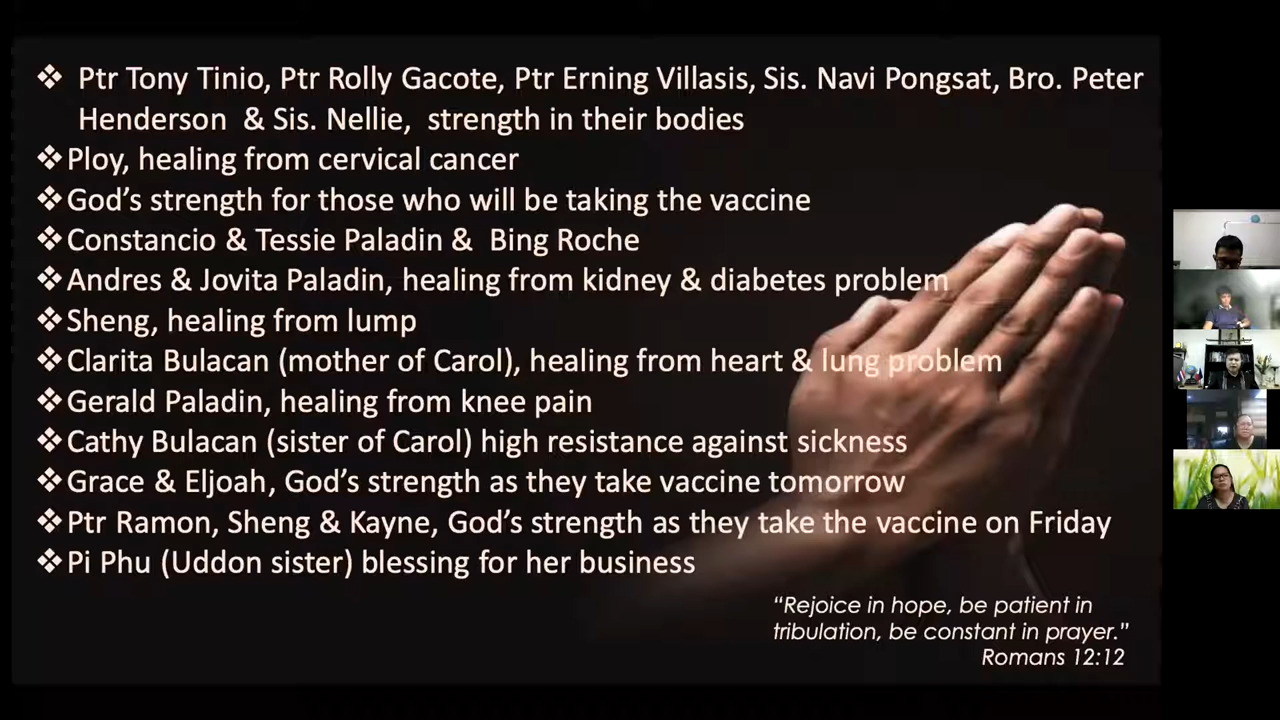 ❖ Ptr Tony Tinio, Ptr Rolly Gacote, Ptr Erning Villasis, Sis. Navi Pongsat, Bro. Peter
Henderson & Sis. Nellie, strength in their bodies
❖Ploy, healing from cervical cancer
❖God’s strength for those who will be taking the vaccine
❖Constancio & Tessie Paladin & Bing Roche
❖Andres & Jovita Paladin, healing from kidney & diabetes problem
❖Sheng, healing from lump
❖Clarita Bulacan (mother of Carol), healing from heart & lung problem
❖Gerald Paladin, healing from knee pain
❖Cathy Bulacan (sister of Carol) high resistance against sickness
❖Grace & Eljoah, God’s strength as they take vaccine tomorrow
❖Ptr Ramon, Sheng & Kayne, God’s strength as they take the vaccine on Friday
❖Pi Phu (Uddon sister) blessing for her business
“Rejoice in hope, be patient in
tribulation, be constant in prayer.”
Romans 12:12